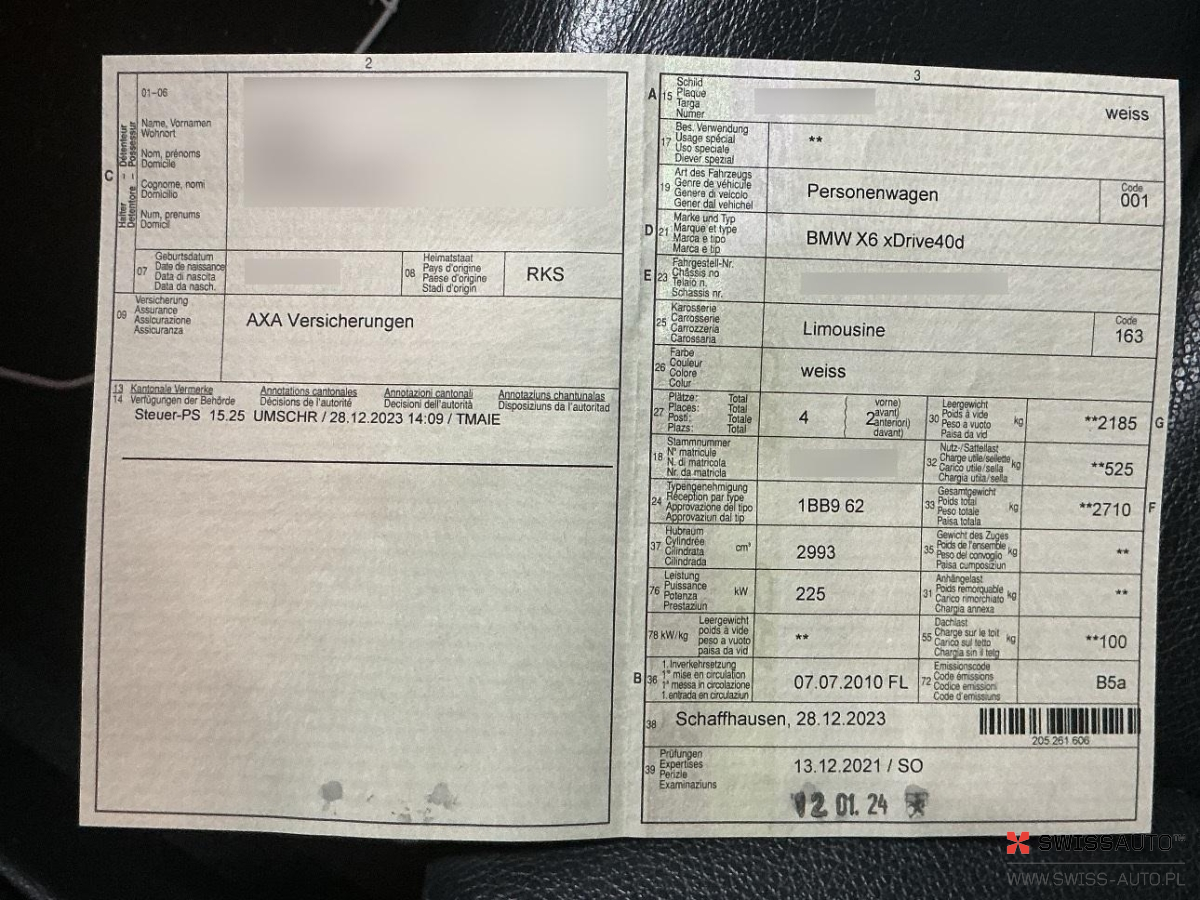 2
01-06
Name, Vornamen
Wohnort
Nom, prénoms
Domicile
Cognome, nomi
Domicilio
Num, prenums
Domicil
C
Halter – Détenteur
Detentore – Possessur
07
Geburtsdatum
Date de naissance
Data di nascita
Data da nasch.
08
Heimatstaat
Pays d'origine
Paese d'origine
Stadi d'origin
RKS
09
Versicherung
Assurance
Assicurazione
Assicuranza
AXA Versicherungen
13 Kantonale Vermerke Annotations cantonales Annotazioni cantonali Annotaziuns chantunalas
14 Verfügungen der Behörde Décisions de l'autorité Decisioni dell'autorità Disposiziuns da l'autoritad
Steuer-PS 15.25 UMSCHR / 28.12.2023 14:09 / TMAIE
3
A 15
Schild
Plaque
Targa
Numer
weiss
17
Bes. Verwendung
Usage spécial
Uso speciale
Diever spezial
**
19
Art des Fahrzeugs
Genre de véhicule
Genere di veicolo
Gener dal vehichel
Personenwagen
Code
001
D 21
Marke und Typ
Marque et type
Marca e tipo
Marca e tip
BMW X6 xDrive40d
E 23
Fahrgestell-Nr.
Châssis no
Telaio n.
Schassis nr.
25
Karosserie
Carrosserie
Carrozzeria
Carossaria
Limousine
Code
163
26
Farbe
Couleur
Colore
Colur
weiss
27
Plätze: Total
Places: Total
Posti: Totale
Plazs: Total
4
2
vorne)
avant)
anteriori)
davant)
30
Leergewicht
Poids à vide
Peso a vuoto
Paisa da vid
kg
**2185
G
18
Stammnummer
N° matricule
N. di matricola
Nr. da matricla
32
Nutz-/Sattellast
Charge utile/sellette
Carico utile/sella
Chargia utila/sella
kg
**525
24
Typengenehmigung
Réception par type
Approvazione del tipo
Approvaziun dal tip
1BB9 62
33
Gesamtgewicht
Poids total
Peso totale
Paisa totala
kg
**2710
F
37
Hubraum
Cylindrée
Cilindrata
Cilindrada
cm³
2993
35
Gewicht des Zuges
Poids de l'ensemble
Peso del convoglio
Paisa cumposiziun
kg
**
76
Leistung
Puissance
Potenza
Prestaziun
kW
225
31
Anhängelast
Poids remorquable
Carico rimorchiato
Chargia annexa
kg
**
78 kW/kg
Leergewicht
poids à vide
peso a vuoto
paisa da vid
**
55
Dachlast
Charge sur le toit
Carico sul tetto
Chargia sin il tetg
kg
**100
B 36
1. Inverkehrsetzung
1re mise en circulation
1a messa in circolazione
1. entrada en circulaziun
07.07.2010 FL
72
Emissionscode
Code émissions
Codice emissioni
Code d'emissiuns
B5a
38
Schaffhausen, 28.12.2023
205.261.606
39
Prüfungen
Expertises
Perizie
Examinaziuns
13.12.2021 / SO
12 01. 24
SWISSAUTO™
WWW.SWISS-AUTO.PL